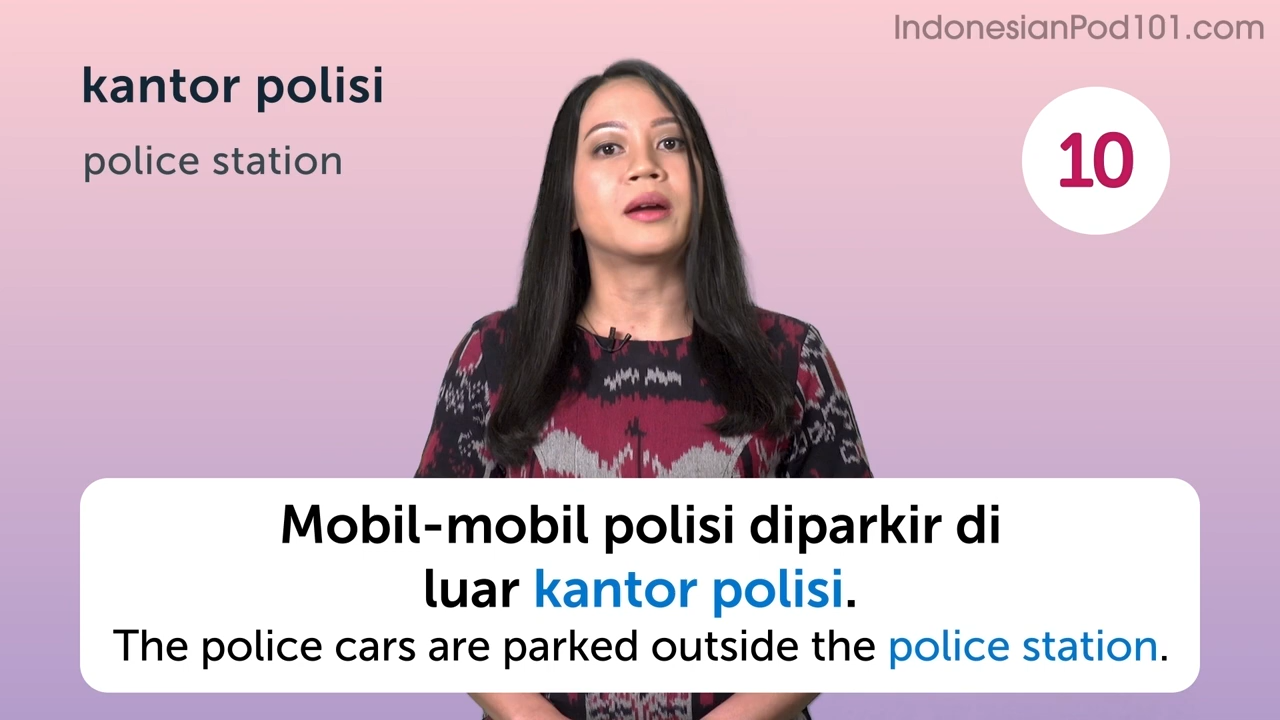 IndonesianPod101.com
kantor polisi
police station
10
Mobil-mobil polisi diparkir di
luar kantor polisi.
The police cars are parked outside the police station.